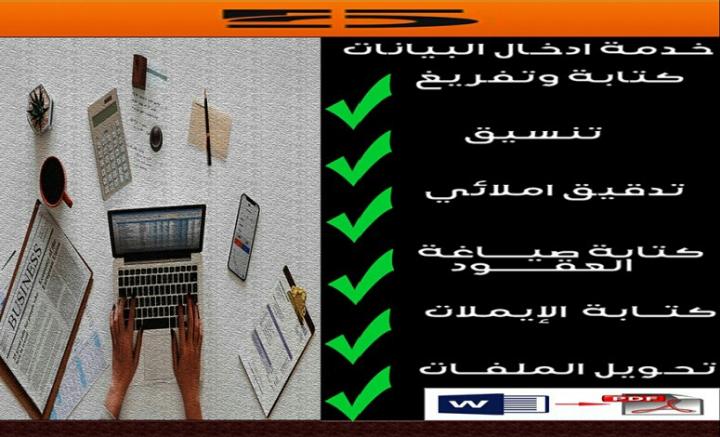 خدمة ادخال البيانات
كتابة وتفريغ
تنسيق
تدقيق املائي
كتابة صياغة
العقود
كتابة الإيملات
تحويل الملفات
W
PDF
BUSINESS